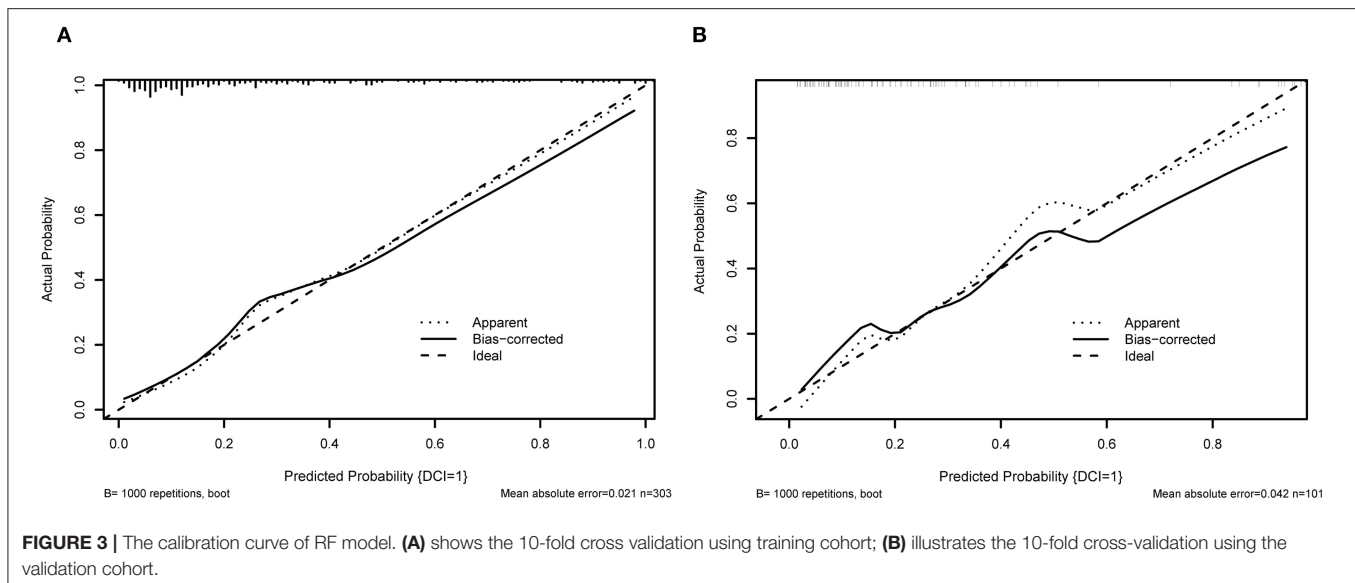 A
B
1.0
0.8
0.6
0.4
0.2
0.0
Actual Probability
Apparent
Bias−corrected
Ideal
0.0 0.2 0.4 0.6 0.8 1.0
Predicted Probability {DCI=1}
B= 1000 repetitions, boot
Mean absolute error=0.021 n=303
0.8
0.6
0.4
0.2
0.0
Actual Probability
Apparent
Bias−corrected
Ideal
0.0 0.2 0.4 0.6 0.8
Predicted Probability {DCI=1}
B= 1000 repetitions, boot
Mean absolute error=0.042 n=101
FIGURE 3 | The calibration curve of RF model. (A) shows the 10-fold cross validation using training cohort; (B) illustrates the 10-fold cross-validation using the
validation cohort.